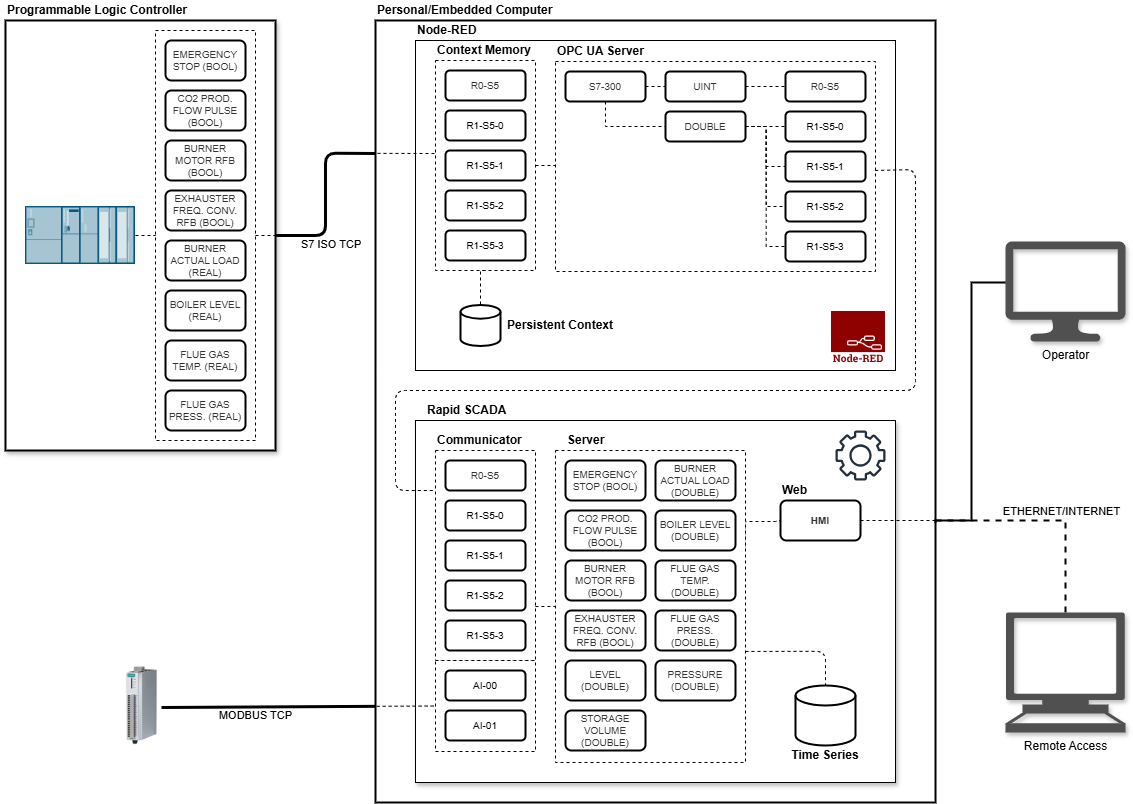 Programmable Logic Controller
EMERGENCY
STOP (BOOL)
CO2 PROD.
FLOW PULSE
(BOOL)
BURNER
MOTOR RFB
(BOOL)
EXHAUSTER
FREQ. CONV.
RFB (BOOL)
BURNER
ACTUAL LOAD
(REAL)
BOILER LEVEL
(REAL)
FLUE GAS
TEMP. (REAL)
FLUE GAS
PRESS. (REAL)
S7 ISO TCP
Personal/Embedded Computer
Node-RED
Context Memory
R0-S5
R1-S5-0
R1-S5-1
R1-S5-2
R1-S5-3
Persistent Context
OPC UA Server
S7-300
UINT
DOUBLE
R0-S5
R1-S5-0
R1-S5-1
R1-S5-2
R1-S5-3
Node-RED
Rapid SCADA
Communicator
R0-S5
R1-S5-0
R1-S5-1
R1-S5-2
R1-S5-3
AI-00
AI-01
MODBUS TCP
Server
EMERGENCY
STOP (BOOL)
CO2 PROD.
FLOW PULSE
(BOOL)
BURNER
MOTOR RFB
(BOOL)
EXHAUSTER
FREQ. CONV.
RFB (BOOL)
LEVEL
(DOUBLE)
STORAGE
VOLUME
(DOUBLE)
BURNER
ACTUAL LOAD
(DOUBLE)
BOILER LEVEL
(DOUBLE)
FLUE GAS
TEMP.
(DOUBLE)
FLUE GAS
PRESS.
(DOUBLE)
PRESSURE
(DOUBLE)
Web
HMI
Time Series
Operator
ETHERNET/INTERNET
Remote Access